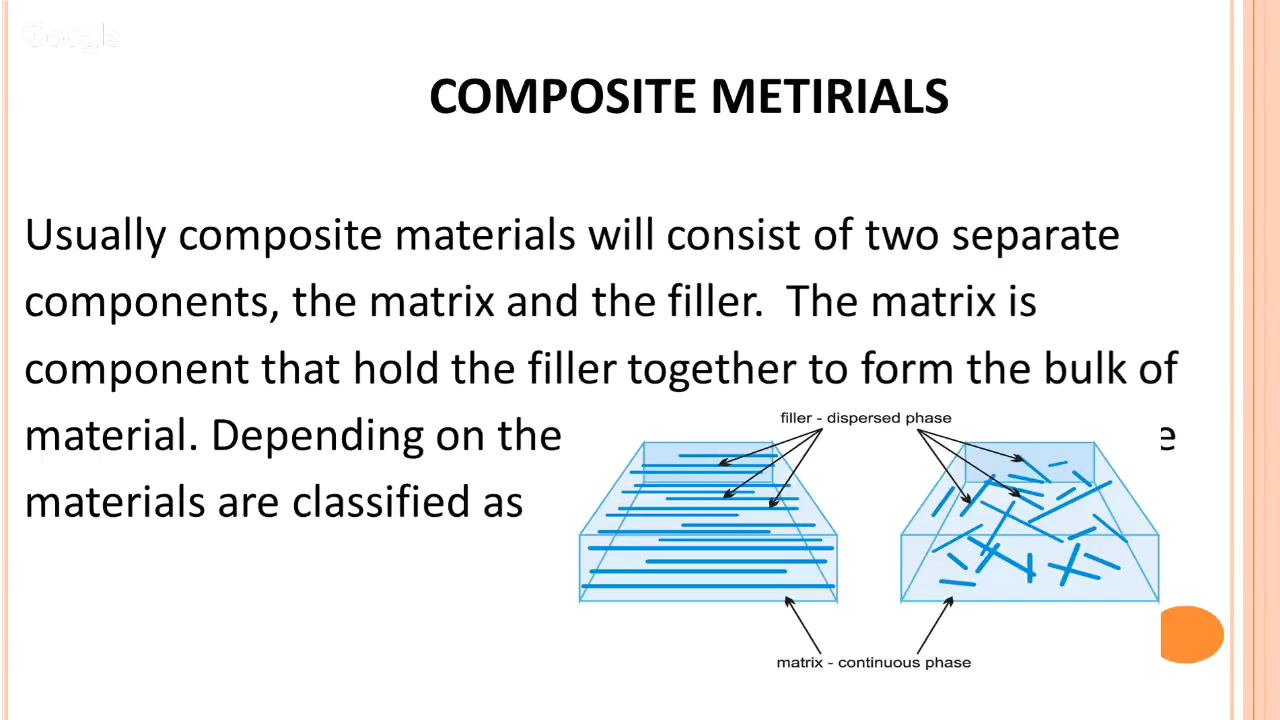 COMPOSITE METIRIALS
Usually composite materials will consist of two separate
components, the matrix and the filler.  The matrix is
component that hold the filler together to form the bulk of
material. Depending on the
materials are classified as
filler - dispersed phase
matrix - continuous phase